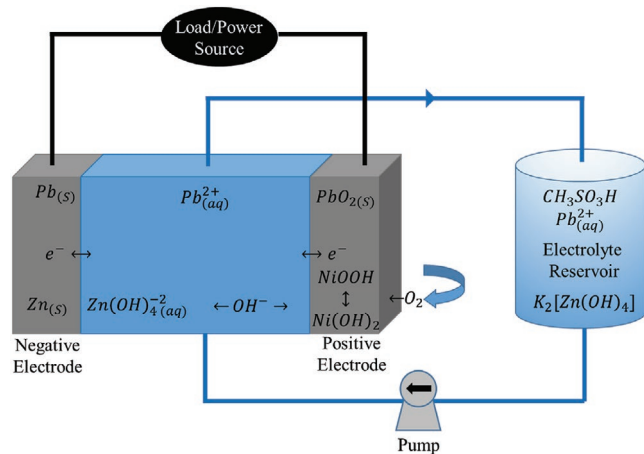 Load/Power
Source
Pb(S)
Pb2+(aq)
PbO2(S)
e− ↔
↔ e−
NiOOH
↕
Ni(OH)2
Zn(S)
Zn(OH)4−2(aq)
← OH− →
←O2
Negative
Electrode
Positive
Electrode
CH3SO3H
Pb2+(aq)
Electrolyte
Reservoir
K2[Zn(OH)4]
Pump